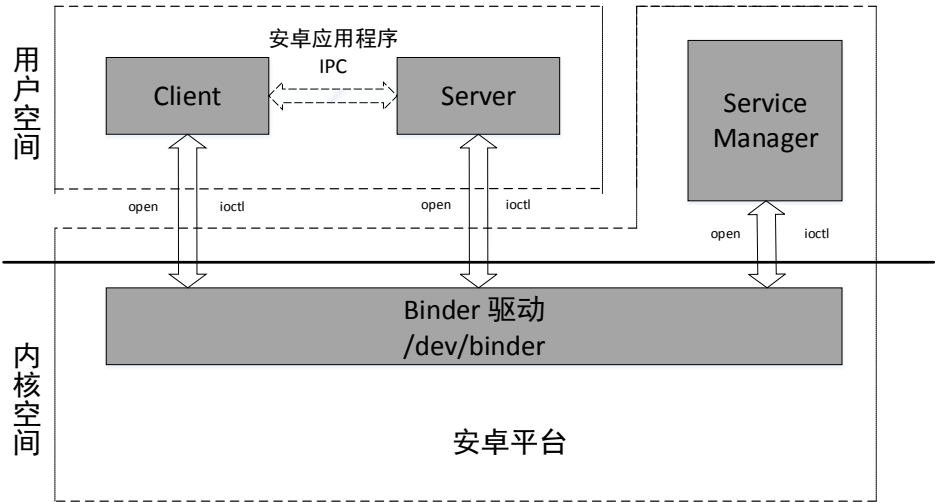 用户空间
安卓应用程序
IPC
Client
Server
Service
Manager
open
ioctl
open
ioctl
open
ioctl
内核空间
Binder 驱动
/dev/binder
安卓平台